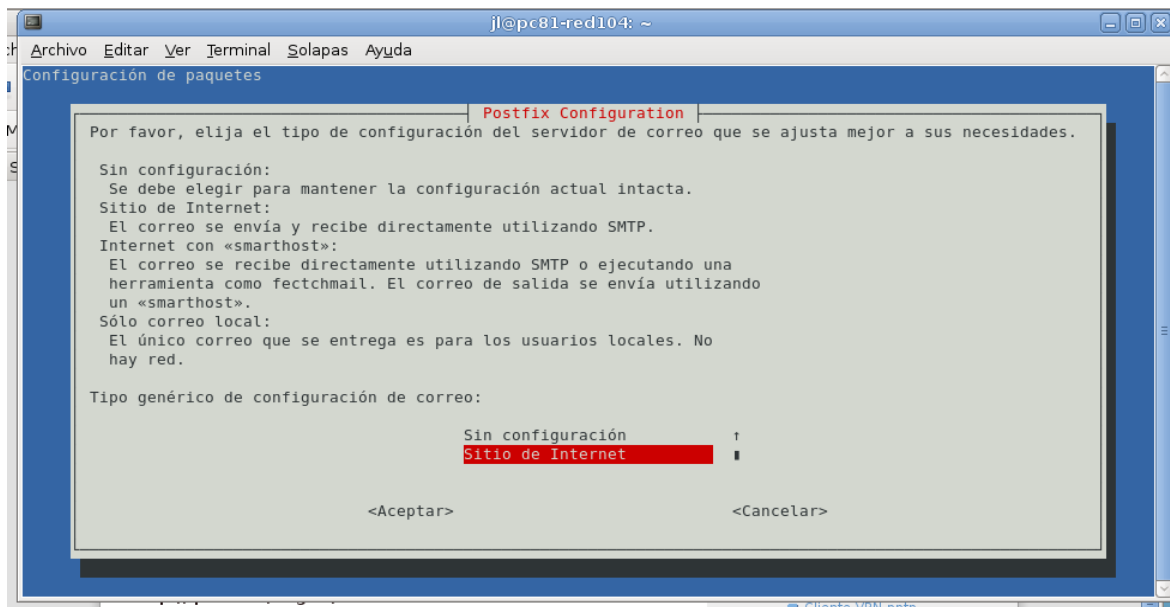 jl@pc81-red104: ~
Archivo Editar Ver Terminal Solapas Ayuda
Configuración de paquetes
Postfix Configuration
Por favor, elija el tipo de configuración del servidor de correo que se ajusta mejor a sus necesidades.
Sin configuración:
Se debe elegir para mantener la configuración actual intacta.
Sitio de Internet:
El correo se envía y recibe directamente utilizando SMTP.
Internet con «smarthost»:
El correo se recibe directamente utilizando SMTP o ejecutando una
herramienta como fectchmail. El correo de salida se envía utilizando
un «smarthost».
Sólo correo local:
El único correo que se entrega es para los usuarios locales. No
hay red.
Tipo genérico de configuración de correo:
Sin configuración
Sitio de Internet
<Aceptar> <Cancelar>
Cliente VPN pptp